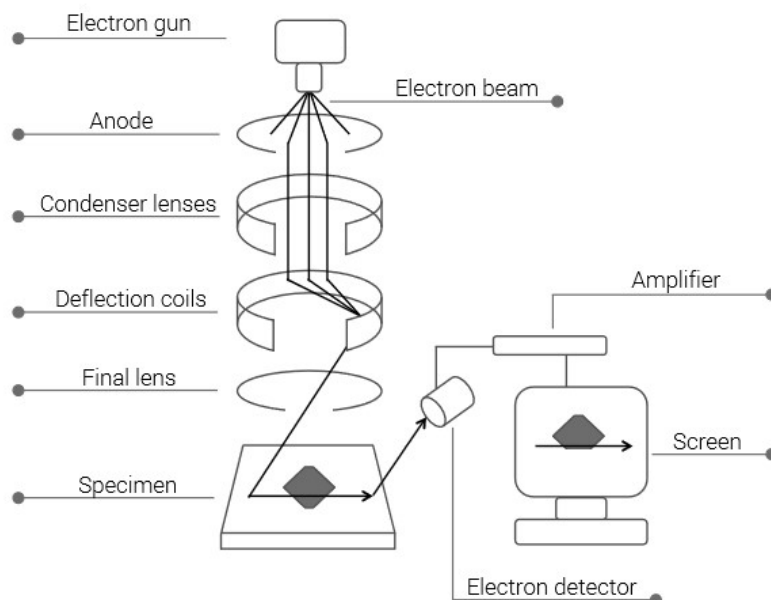 Electron gun
Electron beam
Anode
Condenser lenses
Deflection coils
Amplifier
Final lens
Screen
Specimen
Electron detector